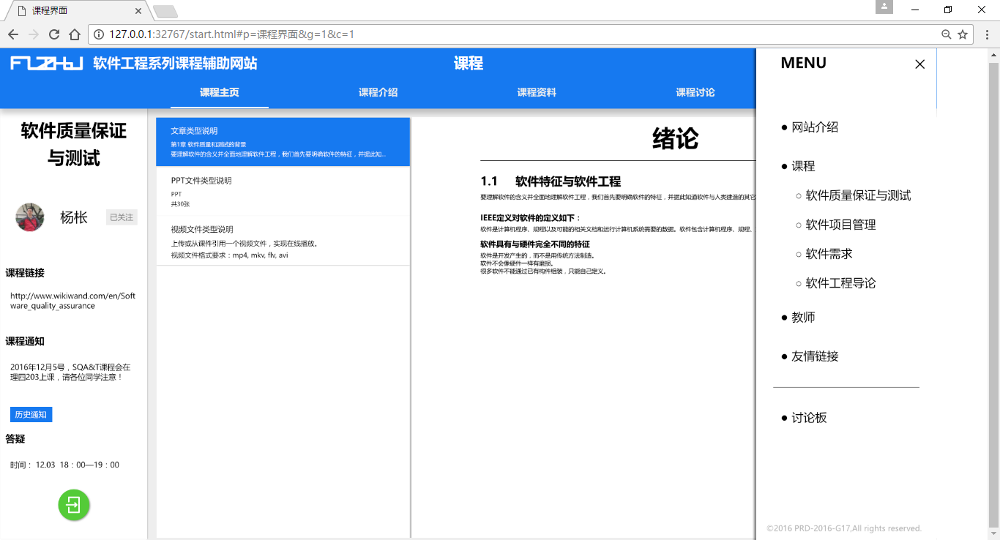 课程界面
127.0.0.1:32767/start.html#p=课程界面&g=1&c=1
软件工程系列课程辅助网站
课程
课程主页
课程介绍
课程资料
课程讨论
软件质量保证
与测试
杨枨
已关注
课程链接
http://www.wikiwand.com/en/Soft
ware_quality_assurance
课程通知
2016年12月5号，SQA&T课程会在
理四203上课，请各位同学注意！
历史通知
答疑
时间： 12.03 18：00—19：00
文章类型说明
第1章 软件质量和测试的背景
要理解软件的含义并全面地理解软件工程，我们首先要明确软件的特征，并据此知...
PPT文件类型说明
PPT
共30张
视频文件类型说明
上传或从课件引用一个视频文件，实现在线播放。
视频文件格式要求：mp4, mkv, flv, avi
绪论
1.1 软件特征与软件工程
要理解软件的含义并全面地理解软件工程，我们首先要明确软件的特征，并据此知道软件与人类建造的其它
IEEE定义对软件的定义如下：
软件是计算机程序、规程以及可能的相关文档和运行计算机系统需要的数据。软件包含计算机程序、规程、
软件具有与硬件完全不同的特征
软件是开发产生的，而不是用传统方法制造。
软件不会像硬件一样有磨损。
很多软件不能通过已有构件组装，只能自己定义。
MENU
网站介绍
课程
软件质量保证与测试
软件项目管理
软件需求
软件工程导论
教师
友情链接
讨论板
©2016 PRD-2016-G17,All rights reserved.